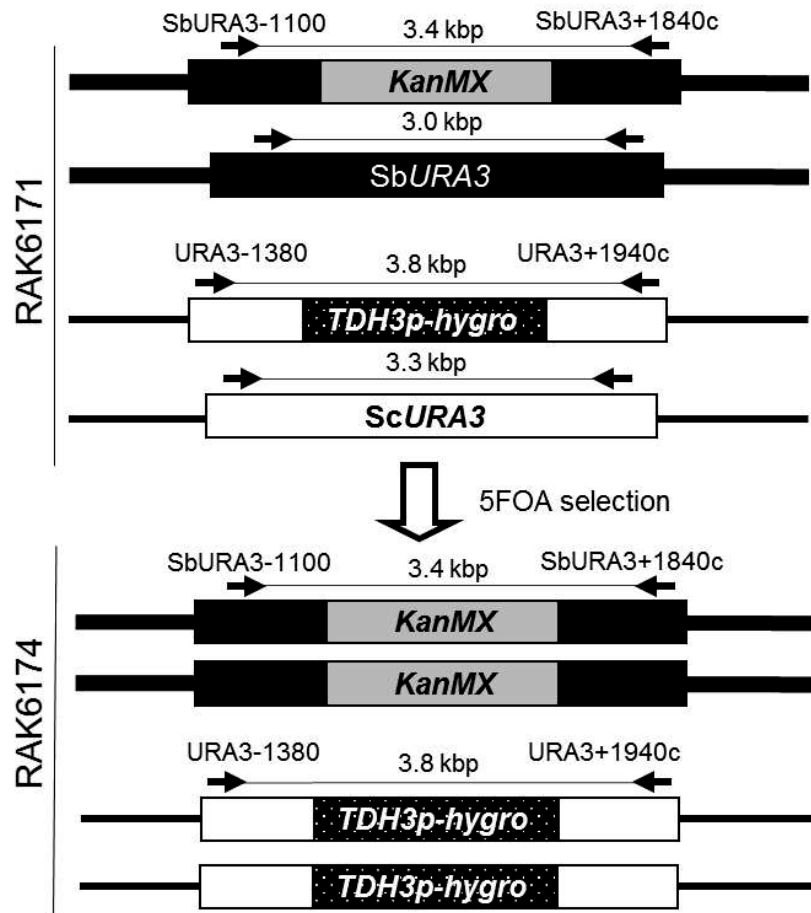 SbURA3-1100 3.4 kbp SbURA3+1840c
KanMX
3.0 kbp
SbURA3
RAK6171
URA3-1380 3.8 kbp URA3+1940c
TDH3p-hygro
3.3 kbp
ScURA3
5FOA selection
SbURA3-1100 3.4 kbp SbURA3+1840c
KanMX
KanMX
RAK6174
URA3-1380 3.8 kbp URA3+1940c
TDH3p-hygro
TDH3p-hygro